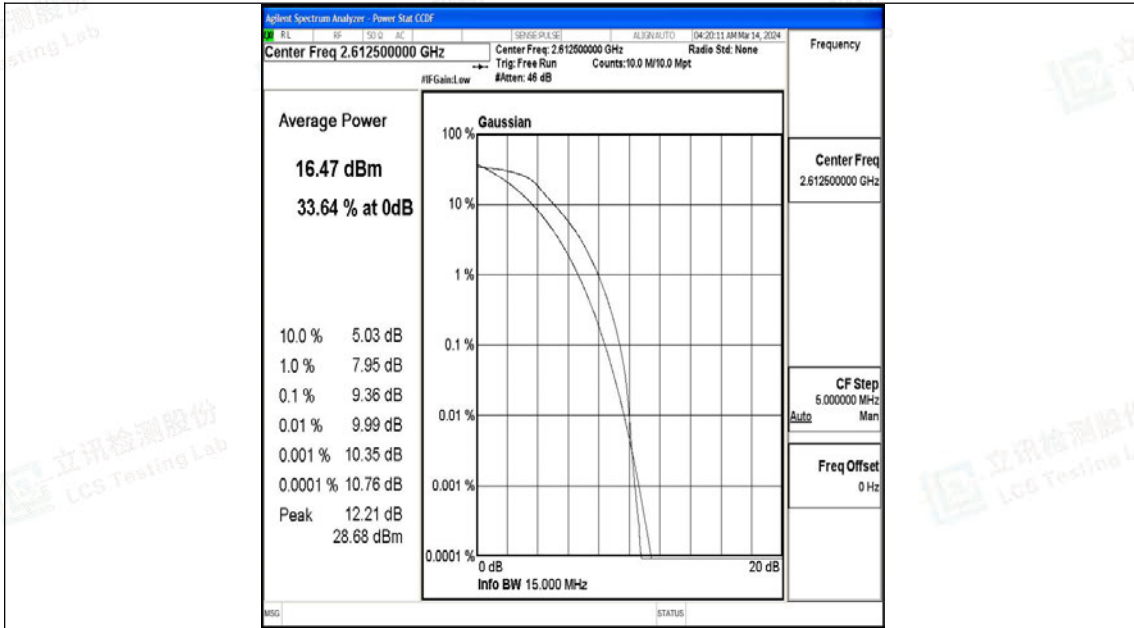 Agilent Spectrum Analyzer - Power Stat CCDF
RL RF 50 Ω AC SENSE:PULSE ALIGNAUTO 04:20:11 AM Mar 14, 2024
Center Freq 2.612500000 GHz
Center Freq: 2.612500000 GHz Radio Std: None
Trig: Free Run Counts:10.0 M/10.0 Mpt
#IFGain:Low #Atten: 46 dB
Frequency
Average Power
16.47 dBm
33.64 % at 0dB
10.0 % 5.03 dB
1.0 % 7.95 dB
0.1 % 9.36 dB
0.01 % 9.99 dB
0.001 % 10.35 dB
0.0001 % 10.76 dB
Peak 12.21 dB
28.68 dBm
Gaussian
100 %
10 %
1 %
0.1 %
0.01 %
0.001 %
0.0001 %
0 dB 20 dB
Info BW 15.000 MHz
Center Freq
2.612500000 GHz
CF Step
5.000000 MHz
Auto Man
Freq Offset
0 Hz
MSG STATUS
立讯检测股份
LCS Testing Lab
立讯检测股份
LCS Testing L